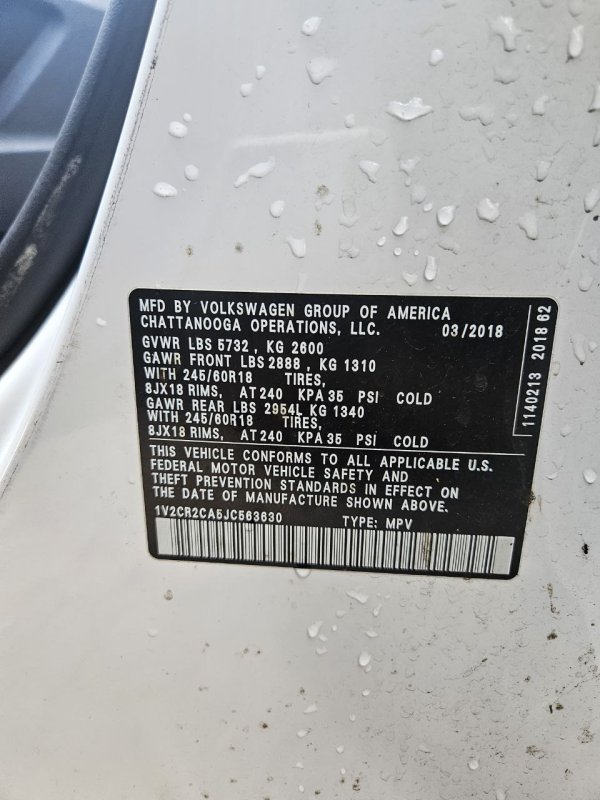 MFD BY VOLKSWAGEN GROUP OF AMERICA
CHATTANOOGA OPERATIONS, LLC. 03/2018
GVWR LBS 5732 , KG 2600
GAWR FRONT LBS 2888 , KG 1310
WITH 245/60R18 TIRES,
8JX18 RIMS, AT 240 KPA 35 PSI COLD
GAWR REAR LBS 2954L KG 1340
WITH 245/60R18 TIRES,
8JX18 RIMS, AT 240 KPA 35 PSI COLD
THIS VEHICLE CONFORMS TO ALL APPLICABLE U.S.
FEDERAL MOTOR VEHICLE SAFETY AND
THEFT PREVENTION STANDARDS IN EFFECT ON
THE DATE OF MANUFACTURE SHOWN ABOVE.
1V2CR2CA5JC563630 TYPE: MPV
1140213 2018 62